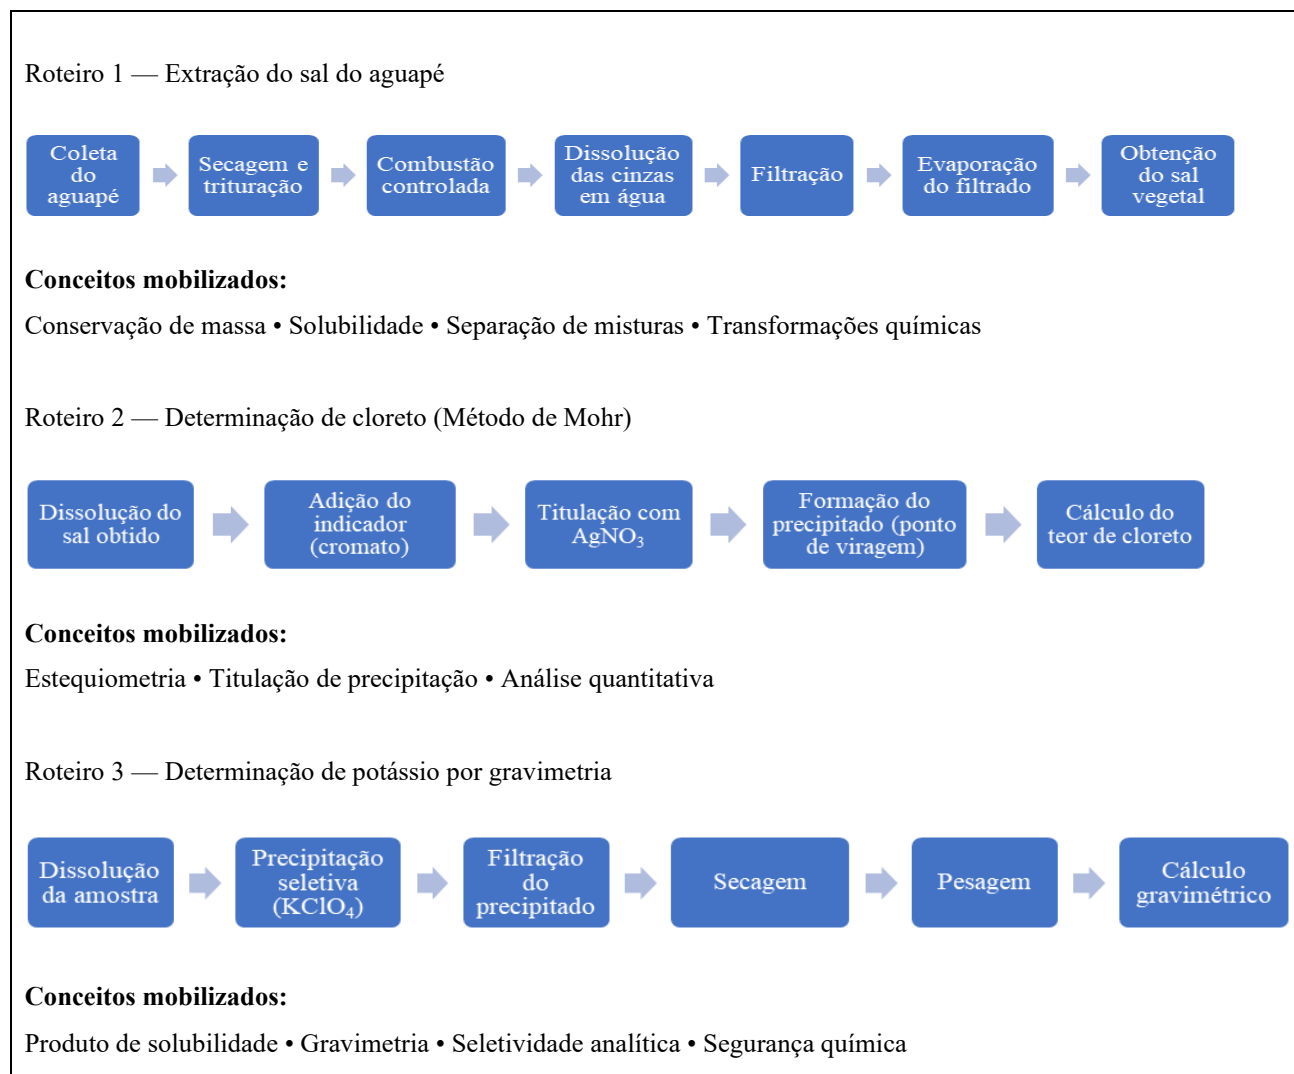 Roteiro 1 — Extração do sal do aguapé
Coleta
do
aguapé
Secagem e
trituração
Combustão
controlada
Dissolução
das cinzas
em água
Filtração
Evaporação
do filtrado
Obtenção
do sal
vegetal
Conceitos mobilizados:
Conservação de massa • Solubilidade • Separação de misturas • Transformações químicas
Roteiro 2 — Determinação de cloreto (Método de Mohr)
Dissolução do
sal obtido
Adição do
indicador
(cromato)
Titulação com
AgNO₃
Formação do
precipitado (ponto
de viragem)
Cálculo do
teor de cloreto
Conceitos mobilizados:
Estequiometria • Titulação de precipitação • Análise quantitativa
Roteiro 3 — Determinação de potássio por gravimetria
Dissolução
da amostra
Precipitação
seletiva
(KClO₄)
Filtração
do
precipitado
Secagem
Pesagem
Cálculo
gravimétrico
Conceitos mobilizados:
Produto de solubilidade • Gravimetria • Seletividade analítica • Segurança química